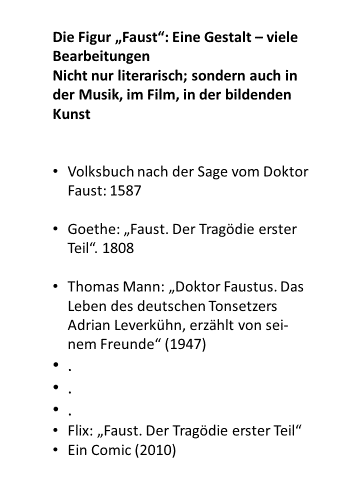 Die Figur „Faust“: Eine Gestalt – viele
Bearbeitungen
Nicht nur literarisch; sondern auch in
der Musik, im Film, in der bildenden
Kunst
• Volksbuch nach der Sage vom Doktor
Faust: 1587
• Goethe: „Faust. Der Tragödie erster
Teil“. 1808
• Thomas Mann: „Doktor Faustus. Das
Leben des deutschen Tonsetzers
Adrian Leverkühn, erzählt von sei-
nem Freunde“ (1947)
• .
• .
• .
• Flix: „Faust. Der Tragödie erster Teil“
• Ein Comic (2010)